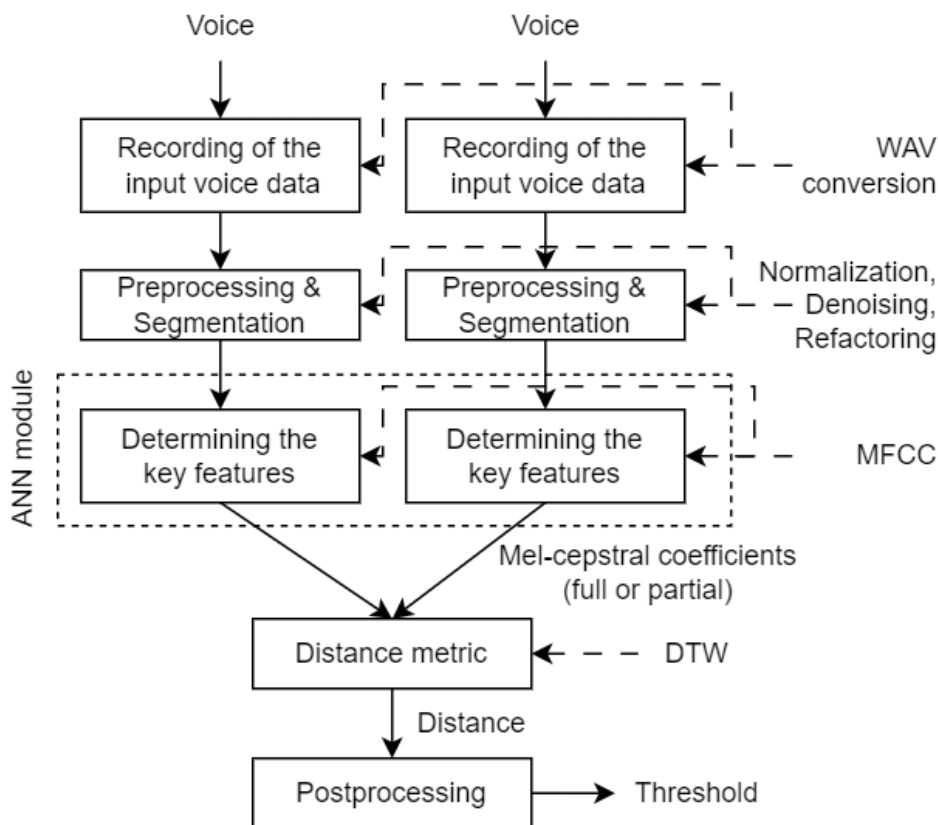 Voice
Voice
Recording of the
input voice data
Recording of the
input voice data
WAV
conversion
Preprocessing &
Segmentation
Preprocessing &
Segmentation
Normalization,
Denoising,
Refactoring
ANN module
Determining the
key features
Determining the
key features
MFCC
Mel-cepstral coefficients
(full or partial)
Distance metric
DTW
Distance
Postprocessing
Threshold